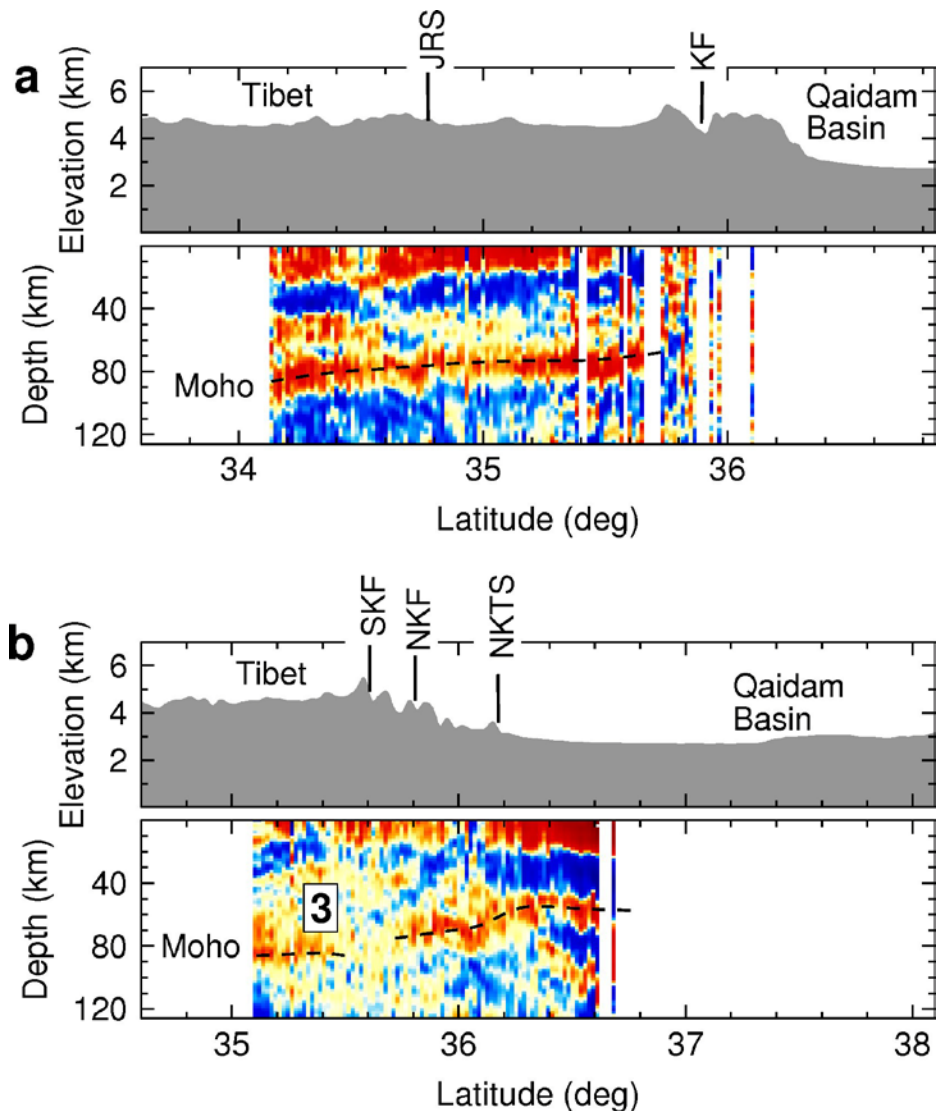 a
JRS
KF
Elevation (km)
6
4
2
Tibet
Qaidam
Basin
Depth (km)
40
80
120
Moho
34
35
36
Latitude (deg)
b
SKF
NKF
NKTS
Elevation (km)
6
4
2
Tibet
Qaidam
Basin
Depth (km)
40
80
120
3
Moho
35
36
37
38
Latitude (deg)